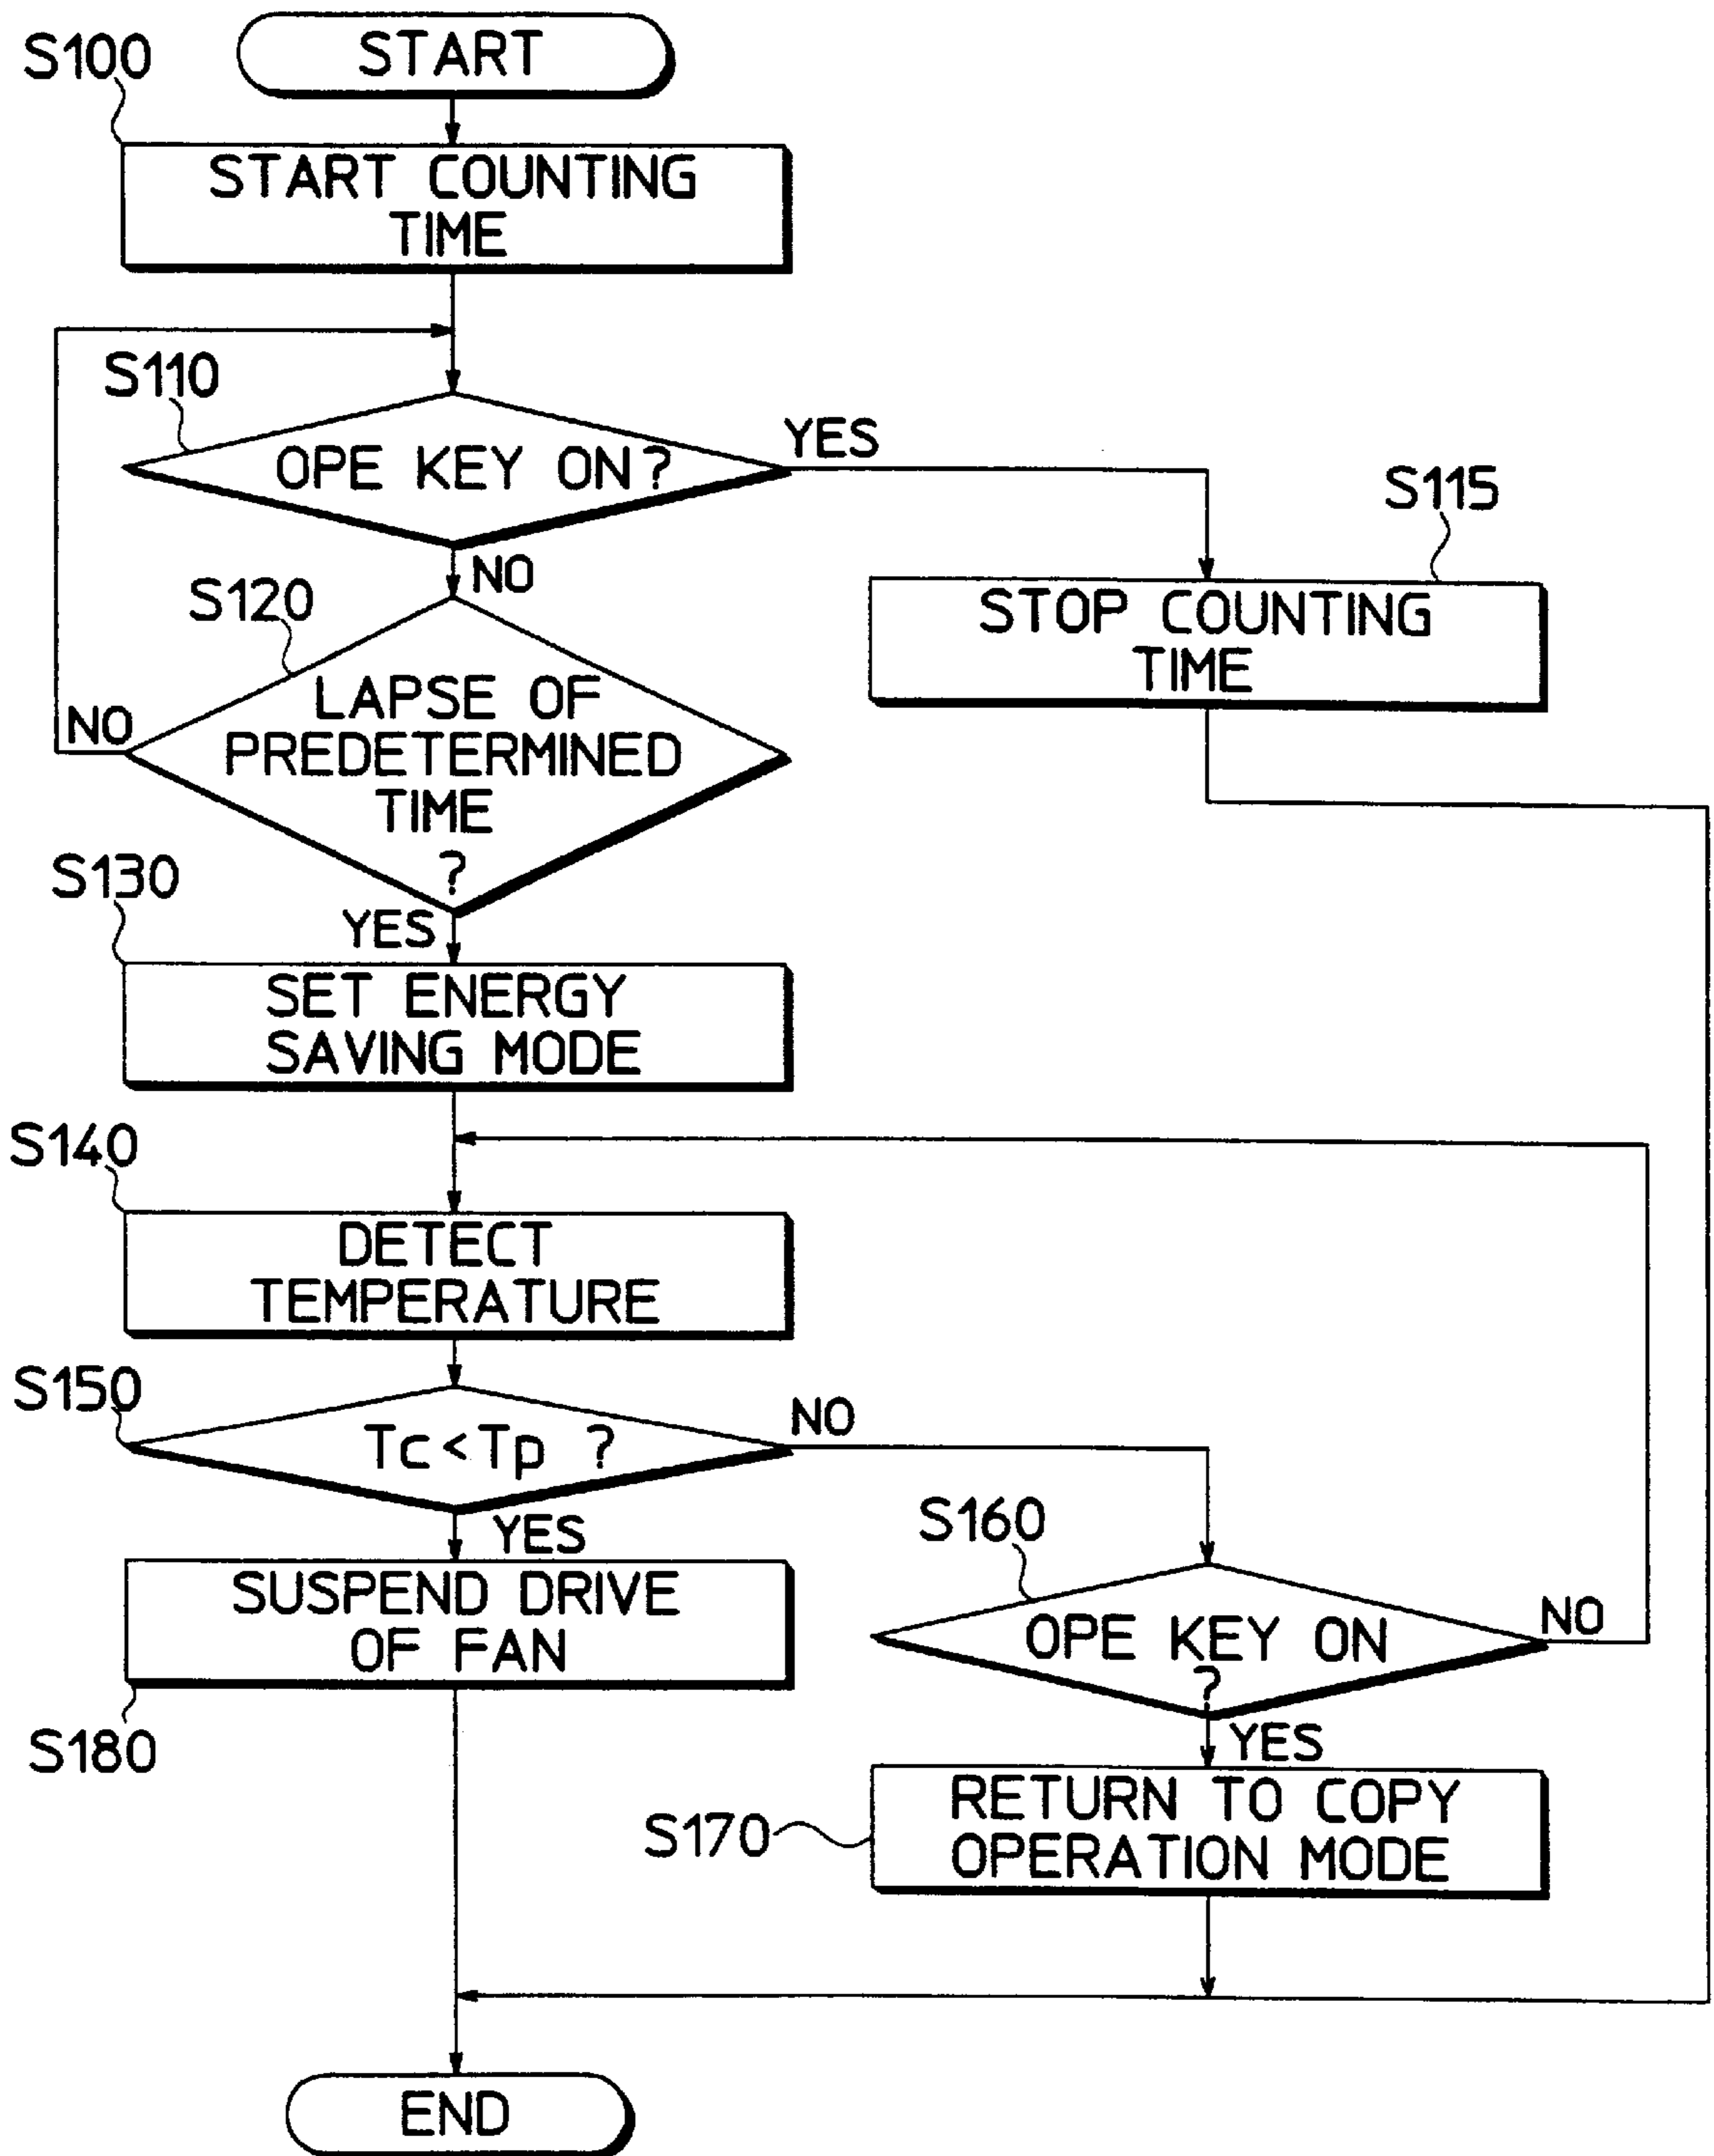 START
S100
START COUNTING
TIME
S110
OPE KEY ON?
YES
NO
S115
STOP COUNTING
TIME
S120
LAPSE OF
PREDETERMINED
TIME
?
NO
YES
S130
SET ENERGY
SAVING MODE
S140
DETECT
TEMPERATURE
S150
Tc<Tp ?
NO
YES
S160
OPE KEY ON
?
NO
YES
SUSPEND DRIVE
OF FAN
S180
S170
RETURN TO COPY
OPERATION MODE
END